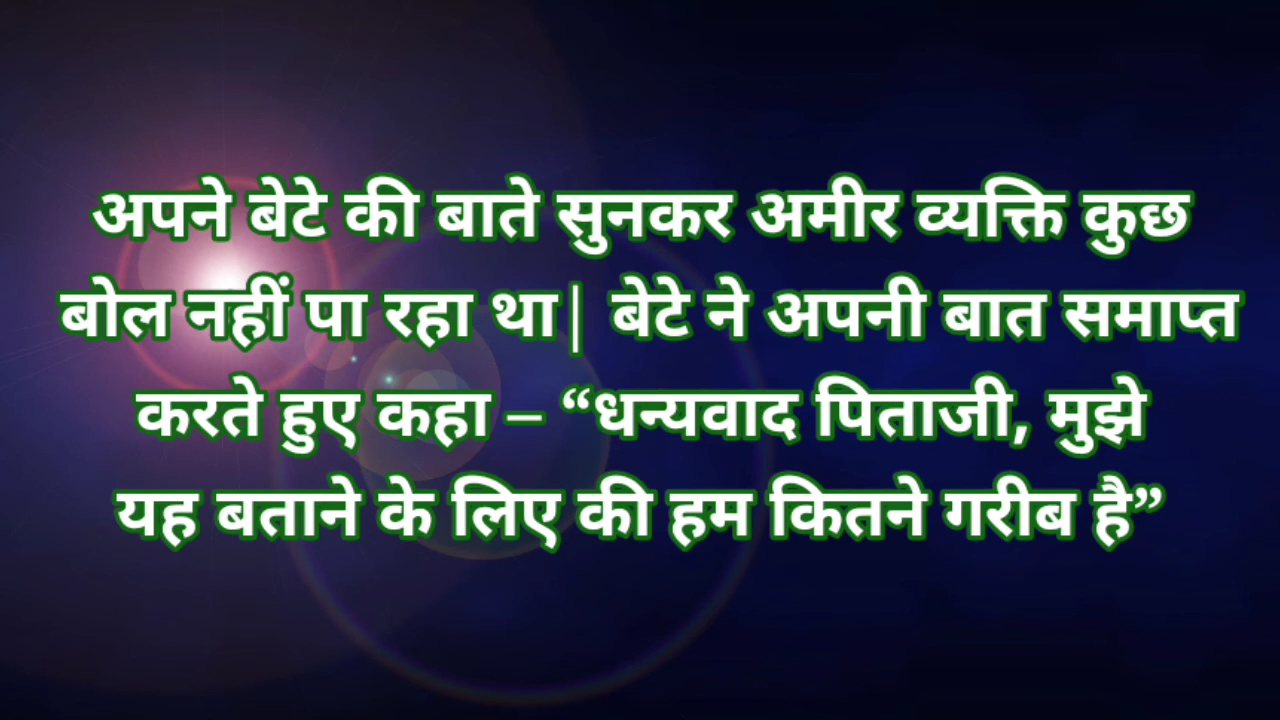 अपने बेटे की बाते सुनकर अमीर व्यक्ति कुछ
बोल नहीं पा रहा था| बेटे ने अपनी बात समाप्त
करते हुए कहा – “धन्यवाद पिताजी, मुझे
यह बताने के लिए की हम कितने गरीब है”